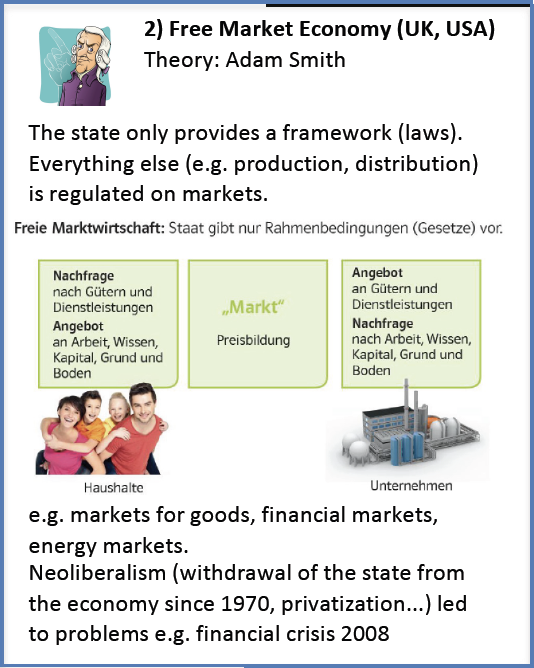 2) Free Market Economy (UK, USA)
Theory: Adam Smith
The state only provides a framework (laws).
Everything else (e.g. production, distribution)
is regulated on markets.
Freie Marktwirtschaft: Staat gibt nur Rahmenbedingungen (Gesetze) vor.
Nachfrage
nach Gütern und
Dienstleistungen
Angebot
an Arbeit, Wissen,
Kapital, Grund und
Boden
„Markt“
Preisbildung
Angebot
an Gütern und
Dienstleistungen
Nachfrage
nach Arbeit, Wissen,
Kapital, Grund und
Boden
Haushalte
Unternehmen
e.g. markets for goods, financial markets,
energy markets.
Neoliberalism (withdrawal of the state from
the economy since 1970, privatization...) led
to problems e.g. financial crisis 2008